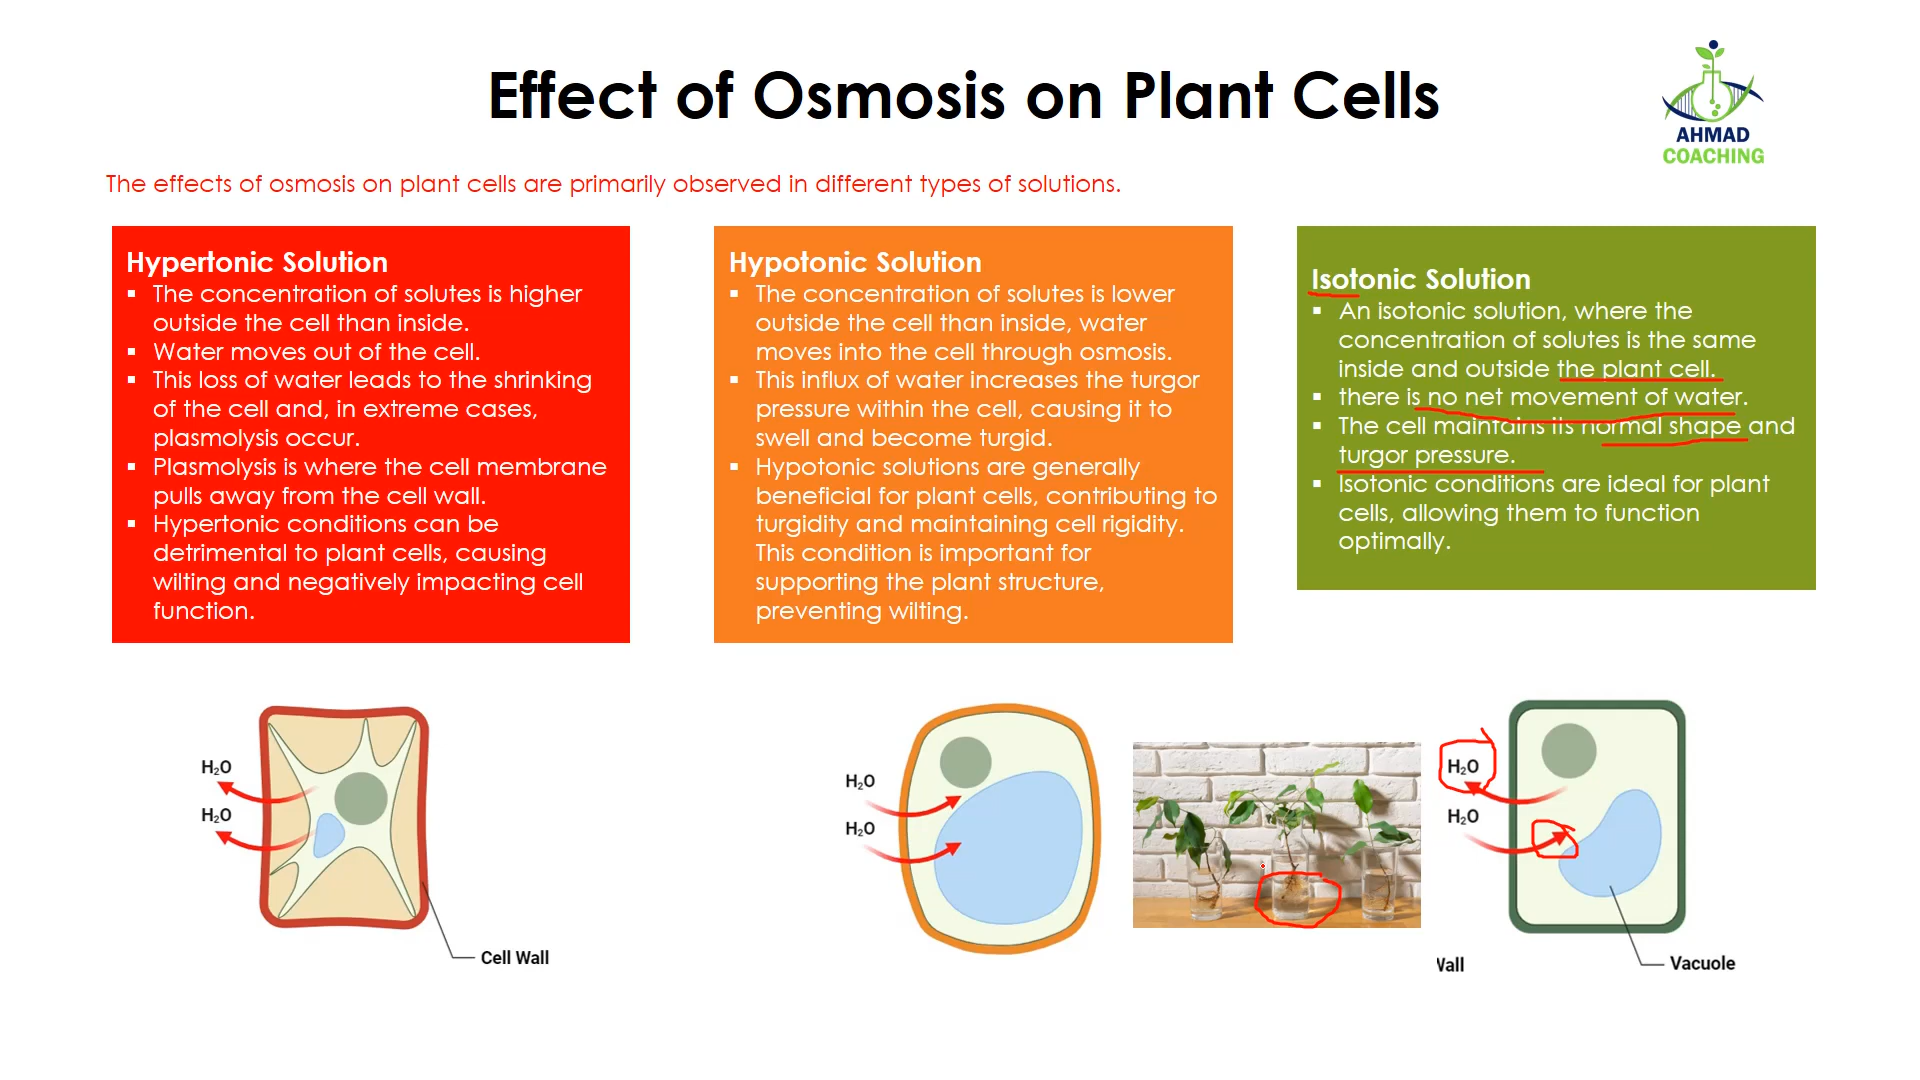 Effect of Osmosis on Plant Cells
AHMAD
COACHING
The effects of osmosis on plant cells are primarily observed in different types of solutions.
Hypertonic Solution
▪ The concentration of solutes is higher
outside the cell than inside.
▪ Water moves out of the cell.
▪ This loss of water leads to the shrinking
of the cell and, in extreme cases,
plasmolysis occur.
▪ Plasmolysis is where the cell membrane
pulls away from the cell wall.
▪ Hypertonic conditions can be
detrimental to plant cells, causing
wilting and negatively impacting cell
function.
Hypotonic Solution
▪ The concentration of solutes is lower
outside the cell than inside, water
moves into the cell through osmosis.
▪ This influx of water increases the turgor
pressure within the cell, causing it to
swell and become turgid.
▪ Hypotonic solutions are generally
beneficial for plant cells, contributing to
turgidity and maintaining cell rigidity.
This condition is important for
supporting the plant structure,
preventing wilting.
Isotonic Solution
▪ An isotonic solution, where the
concentration of solutes is the same
inside and outside the plant cell.
▪ there is no net movement of water.
▪ The cell maintains its normal shape and
turgor pressure.
▪ Isotonic conditions are ideal for plant
cells, allowing them to function
optimally.
H₂O
H₂O
Cell Wall
H₂O
H₂O
H₂O
H₂O
Wall
Vacuole